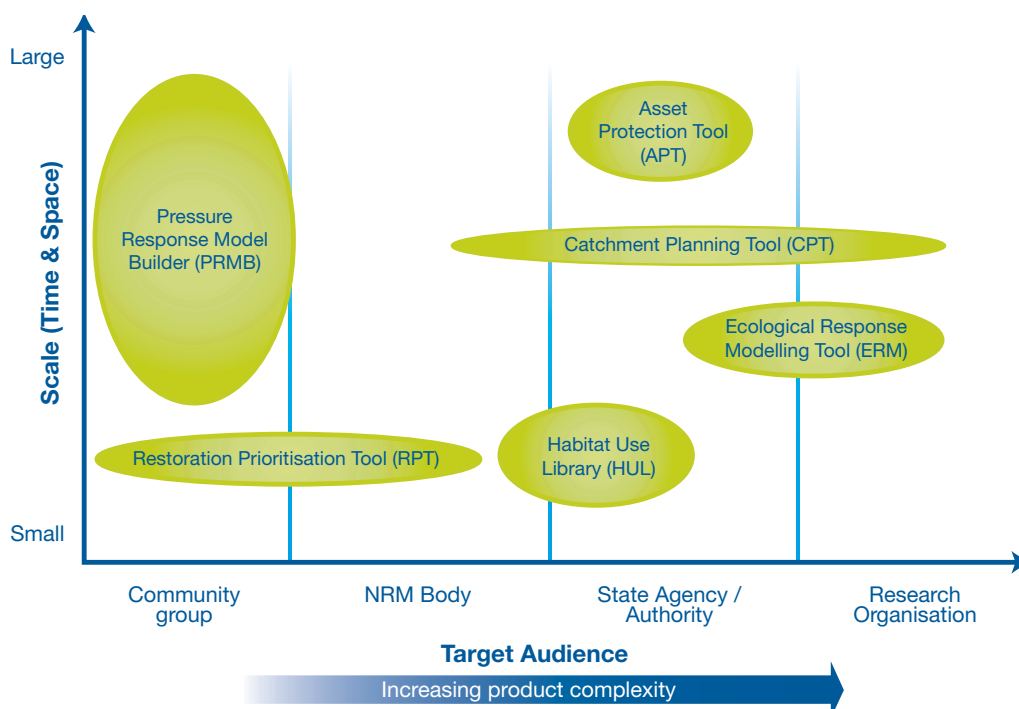 Large
Scale (Time & Space)
Small
Pressure
Response Model
Builder (PRMB)
Asset
Protection Tool
(APT)
Catchment Planning Tool (CPT)
Ecological Response
Modelling Tool (ERM)
Restoration Prioritisation Tool (RPT)
Habitat Use
Library (HUL)
Community
group
NRM Body
State Agency /
Authority
Research
Organisation
Target Audience
Increasing product complexity